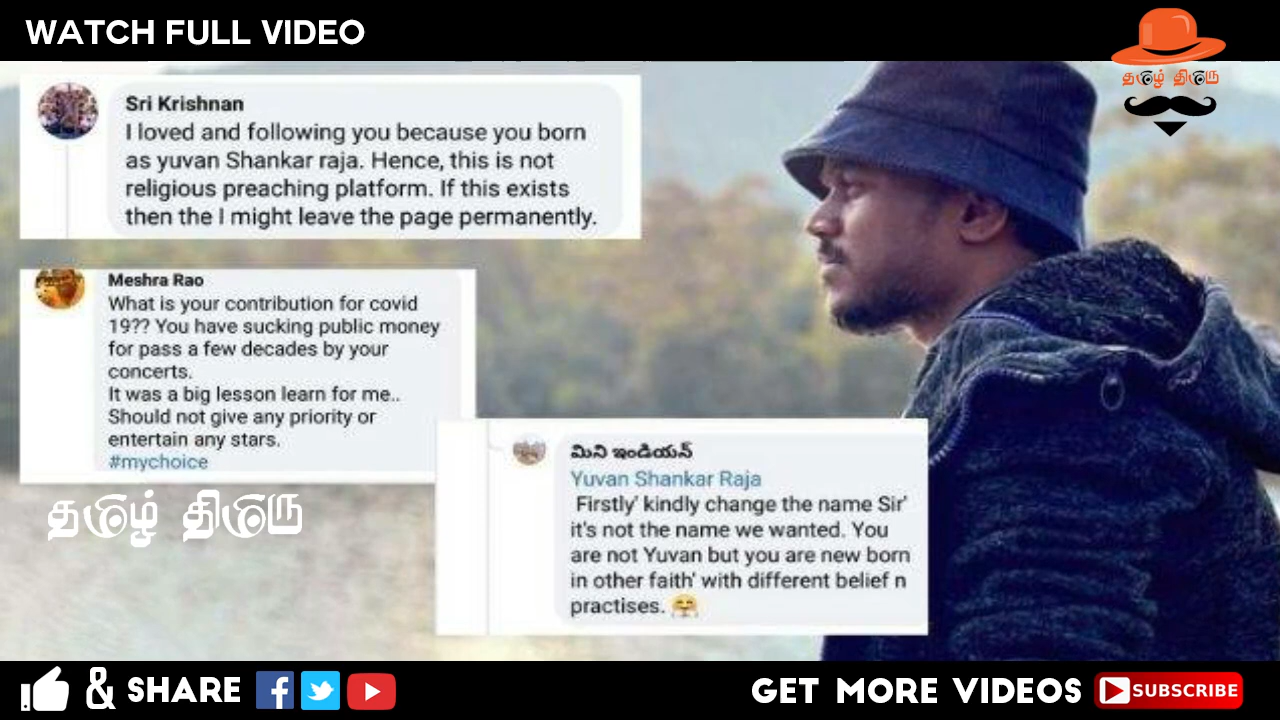 WATCH FULL VIDEO
தமிழ் திமிரு
Sri Krishnan
I loved and following you because you born
as yuvan Shankar raja. Hence, this is not
religious preaching platform. If this exists
then the I might leave the page permanently.
Meshra Rao
What is your contribution for covid
19?? You have sucking public money
for pass a few decades by your
concerts.
It was a big lesson learn for me..
Should not give any priority or
entertain any stars.
#mychoice
మిని ఇండియన్
Yuvan Shankar Raja
Firstly' kindly change the name Sir'
it's not the name we wanted. You
are not Yuvan but you are new born
in other faith' with different belief n
practises. 🤗
தமிழ் திமிரு
& SHARE
GET MORE VIDEOS
SUBSCRIBE